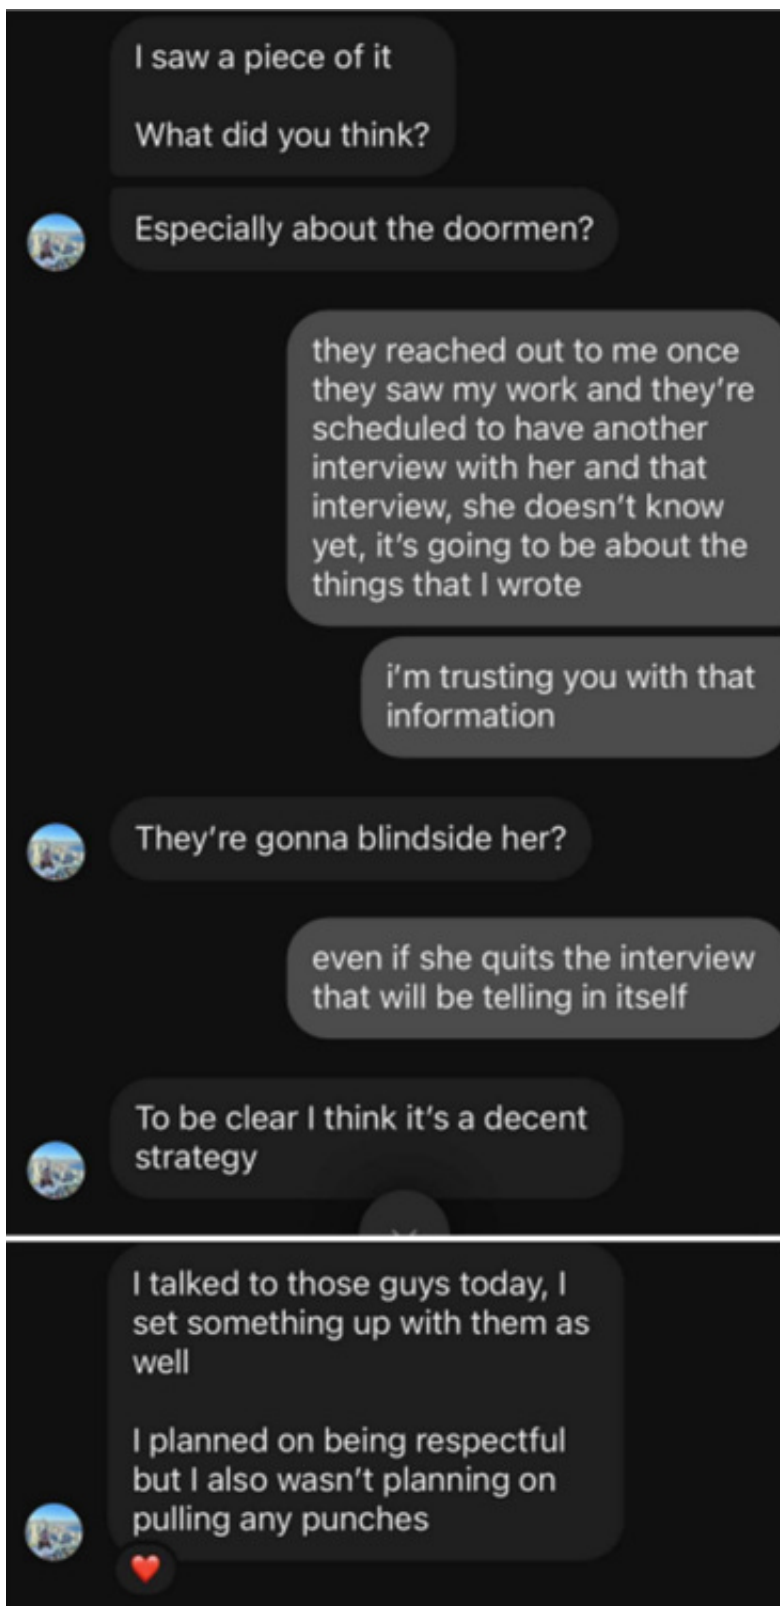 I saw a piece of it
What did you think?
Especially about the doormen?
they reached out to me once
they saw my work and they're
scheduled to have another
interview with her and that
interview, she doesn't know
yet, it's going to be about the
things that I wrote
i'm trusting you with that
information
They're gonna blindside her?
even if she quits the interview
that will be telling in itself
To be clear I think it's a decent
strategy
I talked to those guys today, I
set something up with them as
well
I planned on being respectful
but I also wasn't planning on
pulling any punches